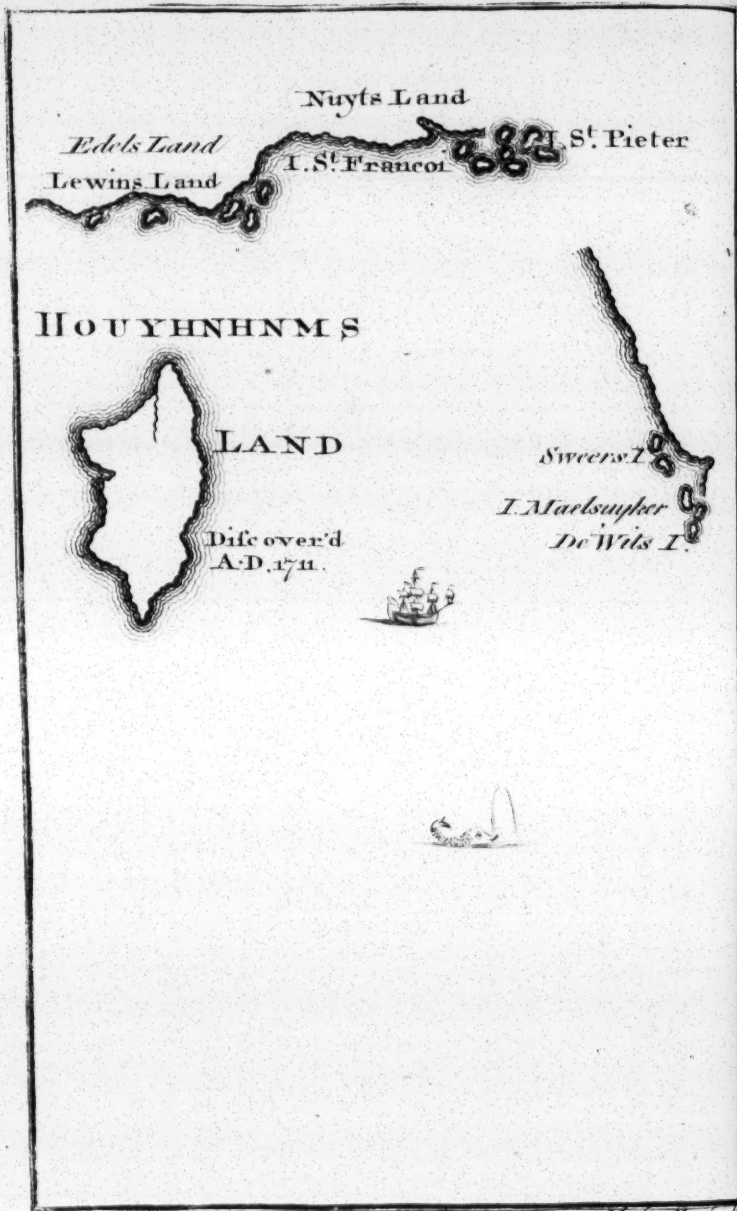 Nuyts Land
Edels Land
I. Sᵗ. Pieter
I. Sᵗ. Francoi
Lewins Land
HOUYHNHNMS
LAND
Sweers I
I. Maelsuyker
Diſcover'd
De Wits I.
A.D. 1711.